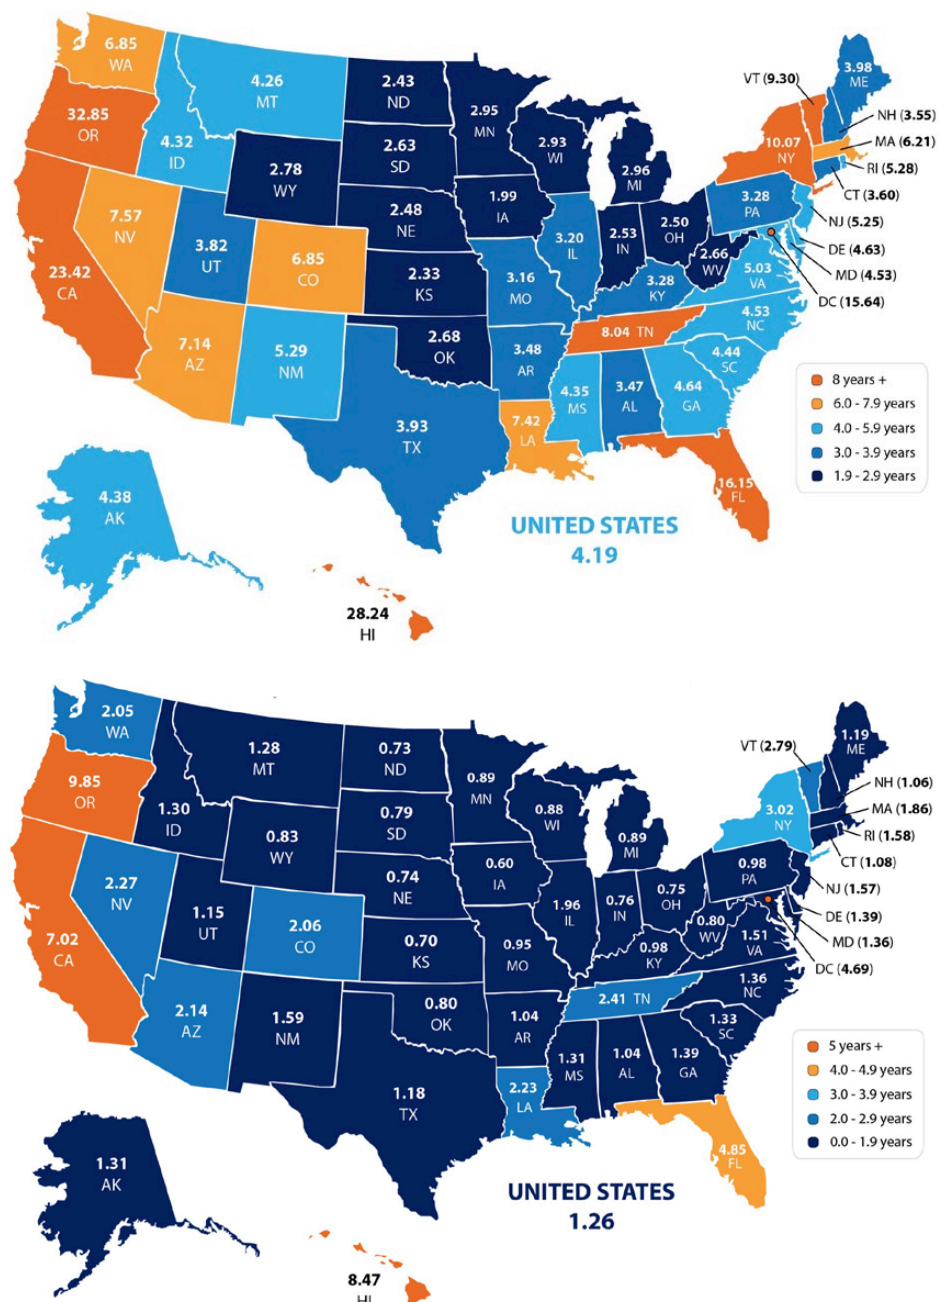 6.85
WA
4.26
MT
2.43
ND
2.95
MN
VT (9.30)
3.98
ME
32.85
OR
4.32
ID
2.63
SD
2.93
WI
NH (3.55)
MA (6.21)
10.07
NY
RI (5.28)
CT (3.60)
2.78
WY
2.96
MI
1.99
IA
3.28
PA
NJ (5.25)
7.57
NV
2.48
NE
3.20
IL
2.53
IN
2.50
OH
DE (4.63)
3.82
UT
6.85
CO
2.66
WV
5.03
VA
MD (4.53)
DC (15.64)
23.42
CA
2.33
KS
3.16
MO
3.28
KY
4.53
NC
7.14
AZ
5.29
NM
2.68
OK
3.48
AR
8.04 TN
4.44
SC
4.35
MS
3.47
AL
4.64
GA
3.93
TX
7.42
LA
16.15
FL
8 years +
6.0 - 7.9 years
4.0 - 5.9 years
3.0 - 3.9 years
1.9 - 2.9 years
4.38
AK
UNITED STATES
4.19
28.24
HI
2.05
WA
1.28
MT
0.73
ND
0.89
MN
VT (2.79)
1.19
ME
9.85
OR
1.30
ID
0.79
SD
0.88
WI
NH (1.06)
MA (1.86)
3.02
NY
RI (1.58)
CT (1.08)
0.83
WY
0.89
MI
0.60
IA
0.98
PA
NJ (1.57)
2.27
NV
0.74
NE
1.96
IL
0.76
IN
0.75
OH
DE (1.39)
1.15
UT
2.06
CO
0.80
WV
1.51
VA
MD (1.36)
DC (4.69)
7.02
CA
0.70
KS
0.95
MO
0.98
KY
1.36
NC
2.14
AZ
1.59
NM
0.80
OK
1.04
AR
2.41 TN
1.33
SC
1.31
MS
1.04
AL
1.39
GA
1.18
TX
2.23
LA
4.85
FL
5 years +
4.0 - 4.9 years
3.0 - 3.9 years
2.0 - 2.9 years
0.0 - 1.9 years
1.31
AK
UNITED STATES
1.26
8.47
HI